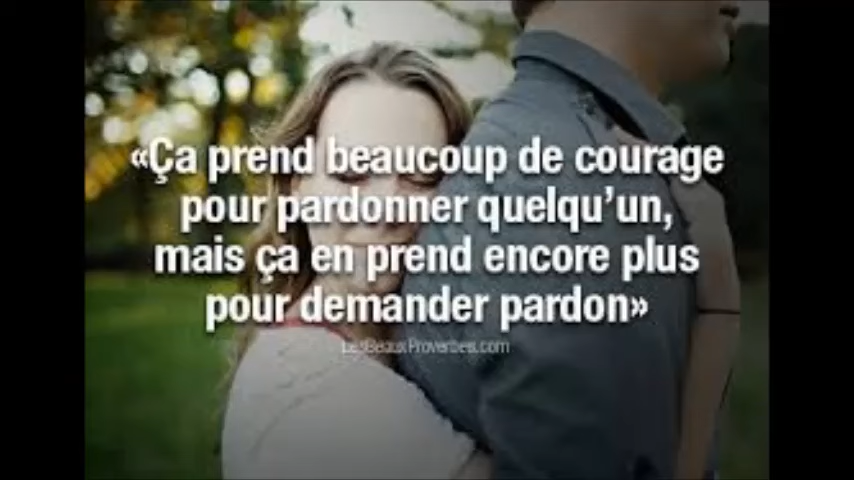 «Ça prend beaucoup de courage
pour pardonner quelqu'un,
mais ça en prend encore plus
pour demander pardon»
LesBeauxProverbes.com